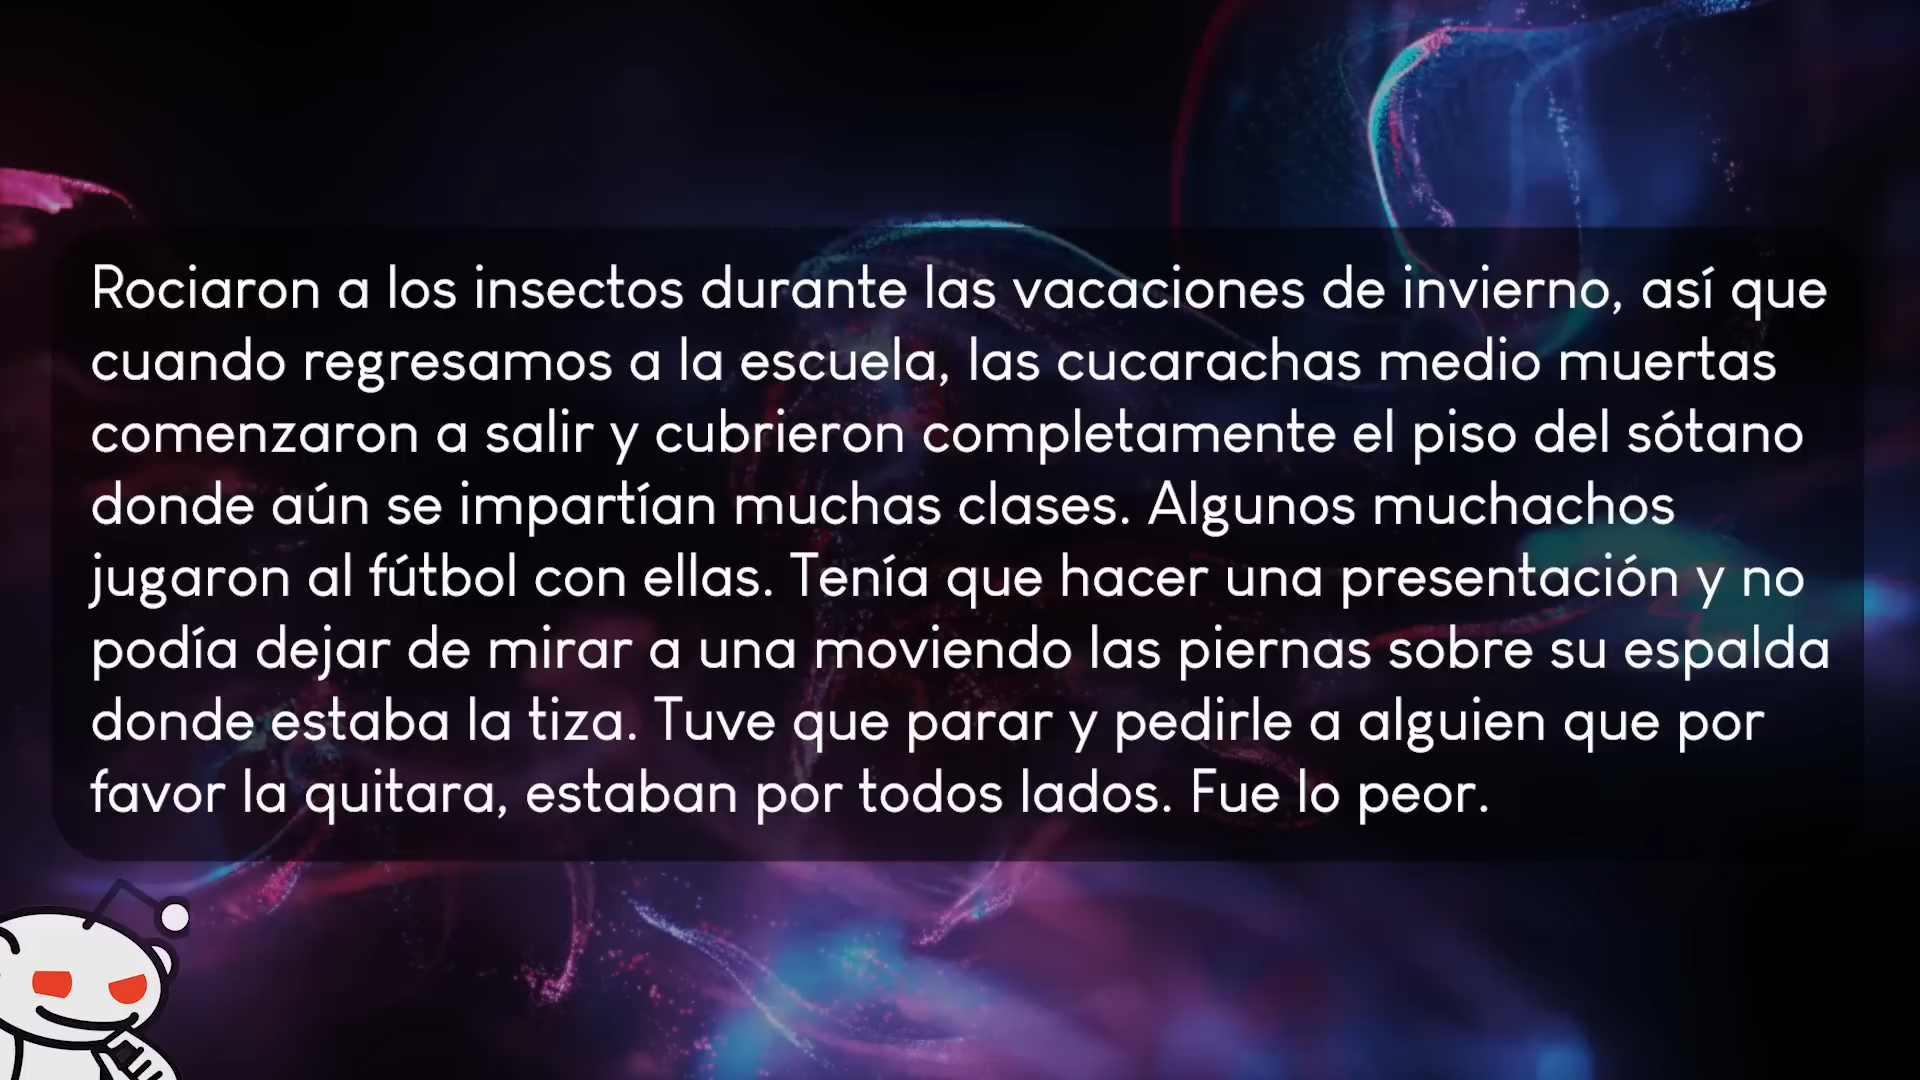 Rociaron a los insectos durante las vacaciones de invierno, así que
cuando regresamos a la escuela, las cucarachas medio muertas
comenzaron a salir y cubrieron completamente el piso del sótano
donde aún se impartían muchas clases. Algunos muchachos
jugaron al fútbol con ellas. Tenía que hacer una presentación y no
podía dejar de mirar a una moviendo las piernas sobre su espalda
donde estaba la tiza. Tuve que parar y pedirle a alguien que por
favor la quitara, estaban por todos lados. Fue lo peor.